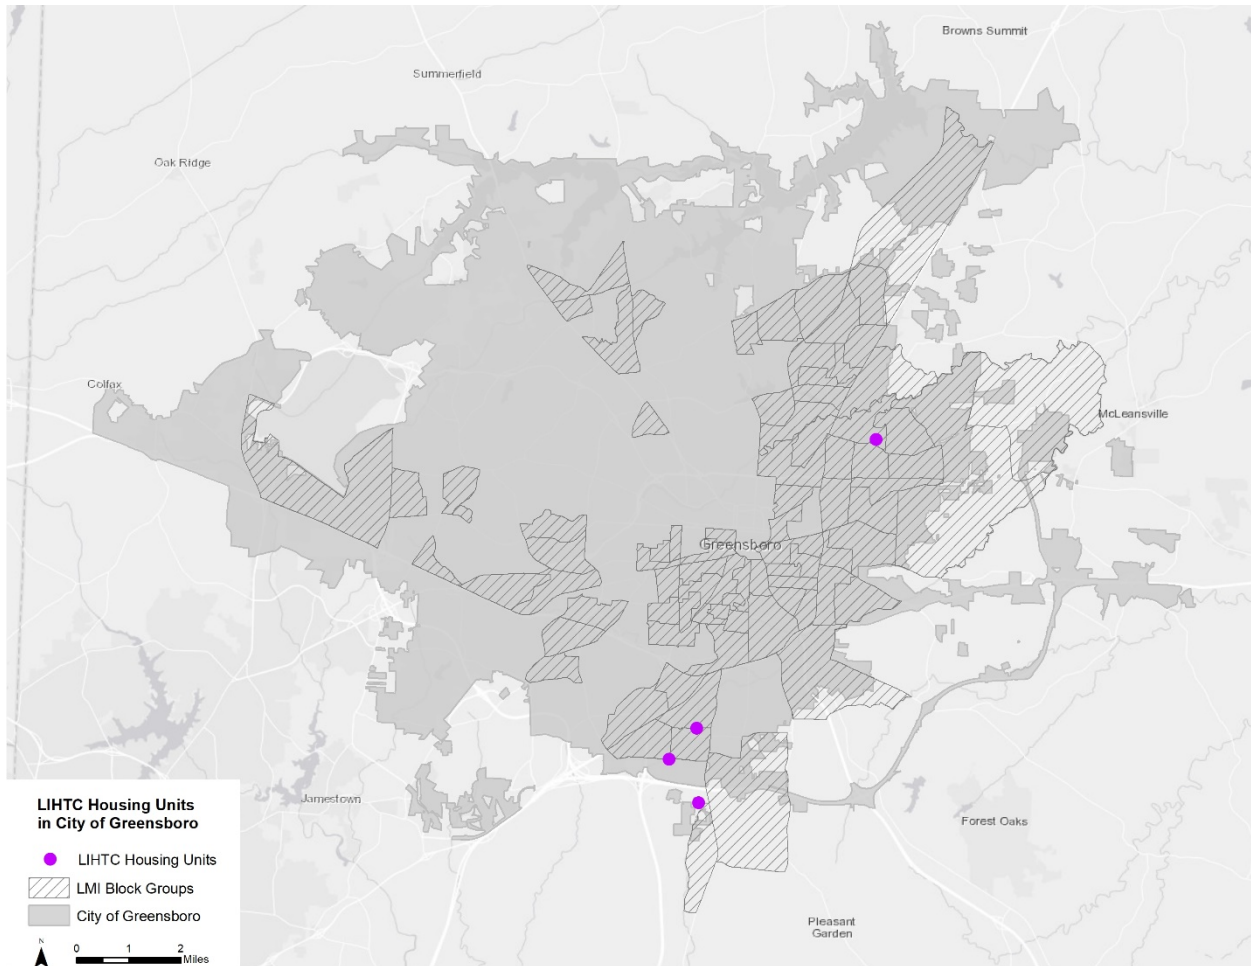 Browns Summit
Summerfield
Oak Ridge
Colfax
McLeansville
Greensboro
Jamestown
Forest Oaks
Pleasant
Garden
LIHTC Housing Units
in City of Greensboro
LIHTC Housing Units
LMI Block Groups
City of Greensboro
N
0 1 2
Miles